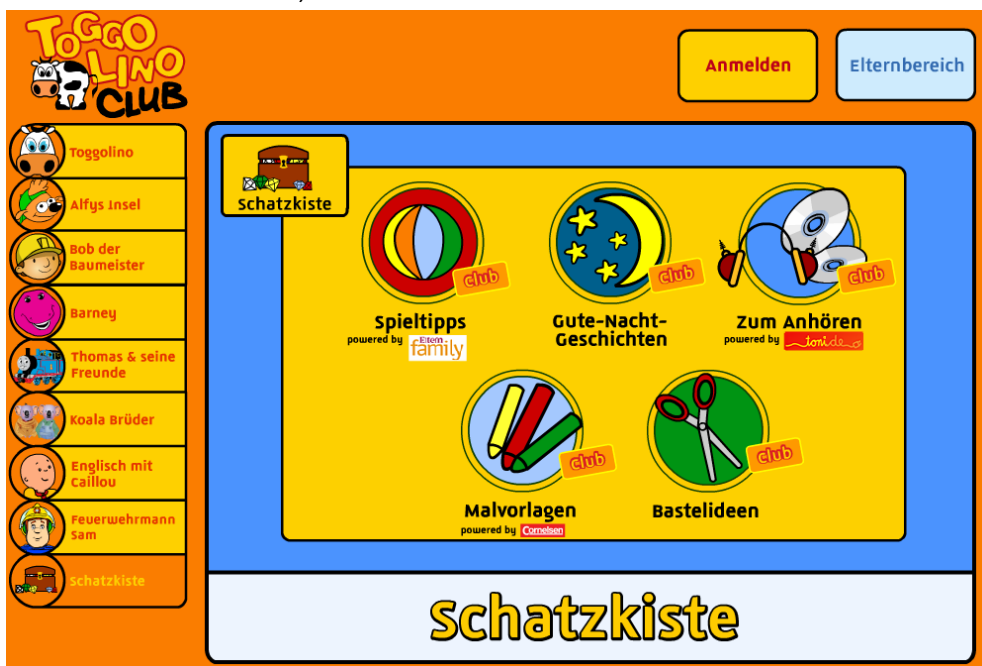 TOGGO
LINO
CLUB
Anmelden
Elternbereich
Toggolino
Alfys Insel
Bob der
Baumeister
Barney
Thomas & seine
Freunde
Koala Brüder
Englisch mit
Caillou
Feuerwehrmann
Sam
Schatzkiste
Schatzkiste
club
Spieltipps
powered by Eltern
family
club
Gute-Nacht-
Geschichten
club
Zum Anhören
powered by tonido
club
Malvorlagen
powered by Cornelsen
club
Bastelideen
Schatzkiste